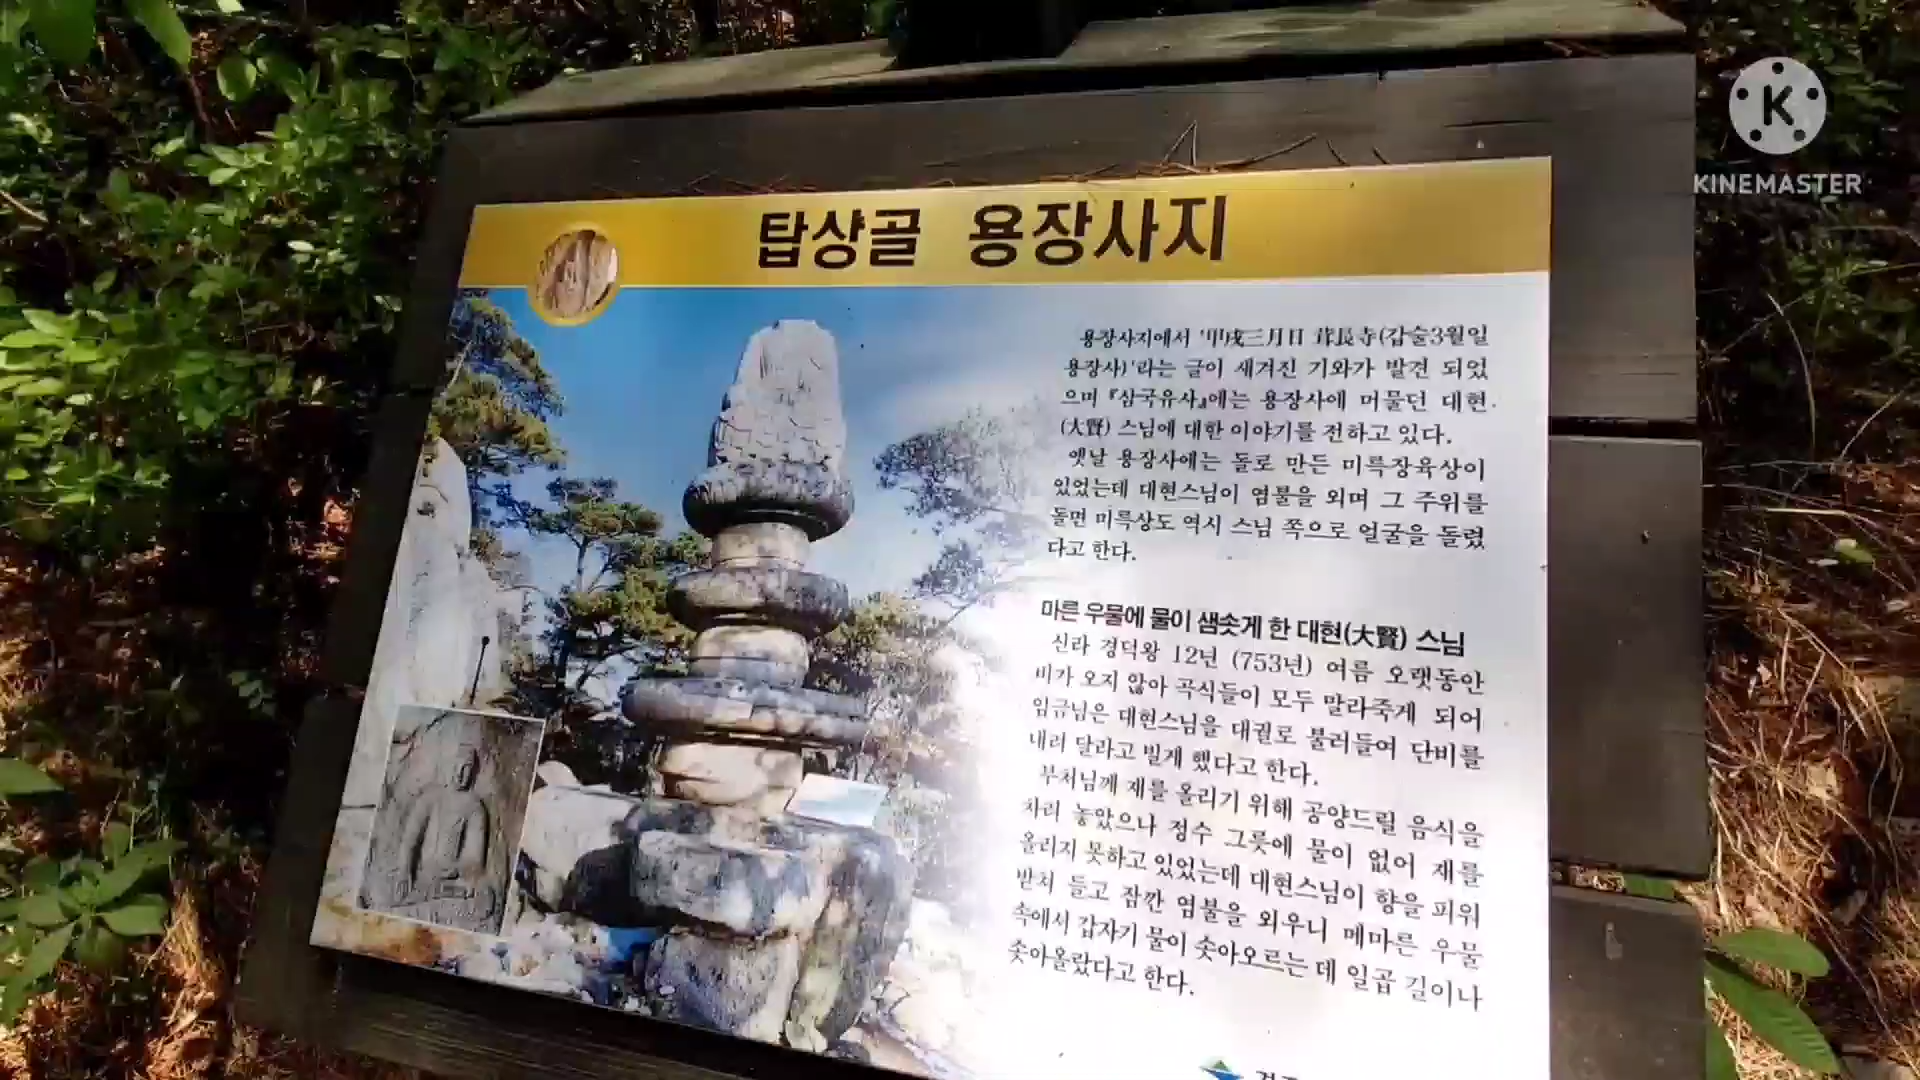 KINEMASTER
탑상골 용장사지
용장사지에서 '甲戌三月日 茸長寺(갑술3월일
용장사)'라는 글이 새겨진 기와가 발견 되었
으며 『삼국유사』에는 용장사에 머물던 대현
(大賢) 스님에 대한 이야기를 전하고 있다.
옛날 용장사에는 돌로 만든 미륵장육상이
있었는데 대현스님이 염불을 외며 그 주위를
돌면 미륵상도 역시 스님 쪽으로 얼굴을 돌렸
다고 한다.
마른 우물에 물이 샘솟게 한 대현(大賢) 스님
신라 경덕왕 12년 (753년) 여름 오랫동안
비가 오지 않아 곡식들이 모두 말라죽게 되어
임금님은 대현스님을 대궐로 불러들여 단비를
내려 달라고 빌게 했다고 한다.
부처님께 재를 올리기 위해 공양드릴 음식을
차려 놓았으나 정수 그릇에 물이 없어 재를
올리지 못하고 있었는데 대현스님이 향을 피워
받쳐 들고 잠깐 염불을 외우니 메마른 우물
속에서 갑자기 물이 솟아오르는 데 일곱 길이나
솟아올랐다고 한다.